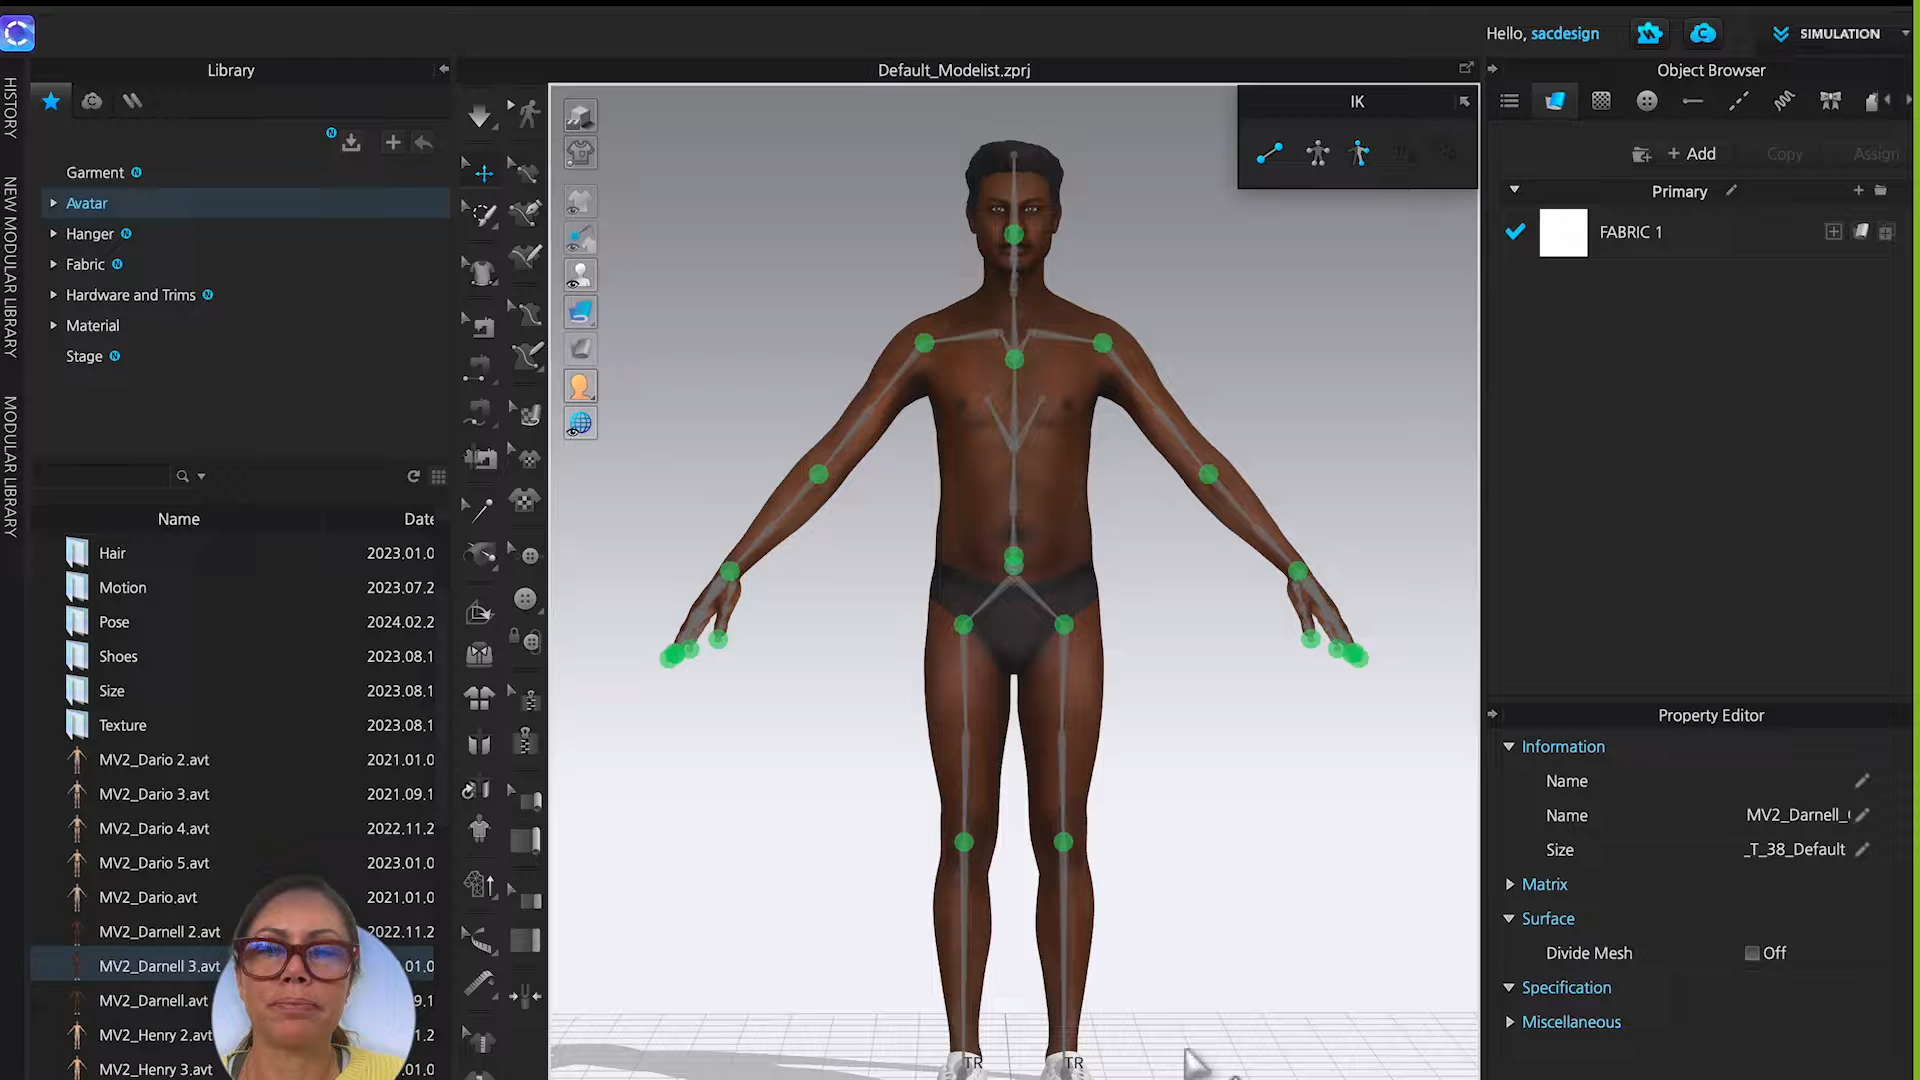 Hello, sacdesign
SIMULATION
Library
Default_Modelist.zprj
Object Browser
HISTORY
NEW MODULAR LIBRARY
MODULAR LIBRARY
Garment N
Avatar
Hanger N
Fabric N
Hardware and Trims N
Material
Stage N
IK
+ Add
Copy
Assign
Primary
FABRIC 1
Name
Date
Hair 2023.01.0
Motion 2023.07.2
Pose 2024.02.2
Shoes 2023.08.1
Size 2023.08.1
Texture 2023.08.1
MV2_Dario 2.avt 2021.01.0
MV2_Dario 3.avt 2021.09.1
MV2_Dario 4.avt 2022.11.2
MV2_Dario 5.avt 2023.01.0
MV2_Dario.avt 2021.01.0
MV2_Darnell 2.avt 2022.11.2
MV2_Darnell 3.avt 01.0
MV2_Darnell.avt 9.1
MV2_Henry 2.avt 1.2
MV2_Henry 3.avt .01.0
TR
TR
Property Editor
Information
Name
Name MV2_Darnell_
Size _T_38_Default
Matrix
Surface
Divide Mesh Off
Specification
Miscellaneous